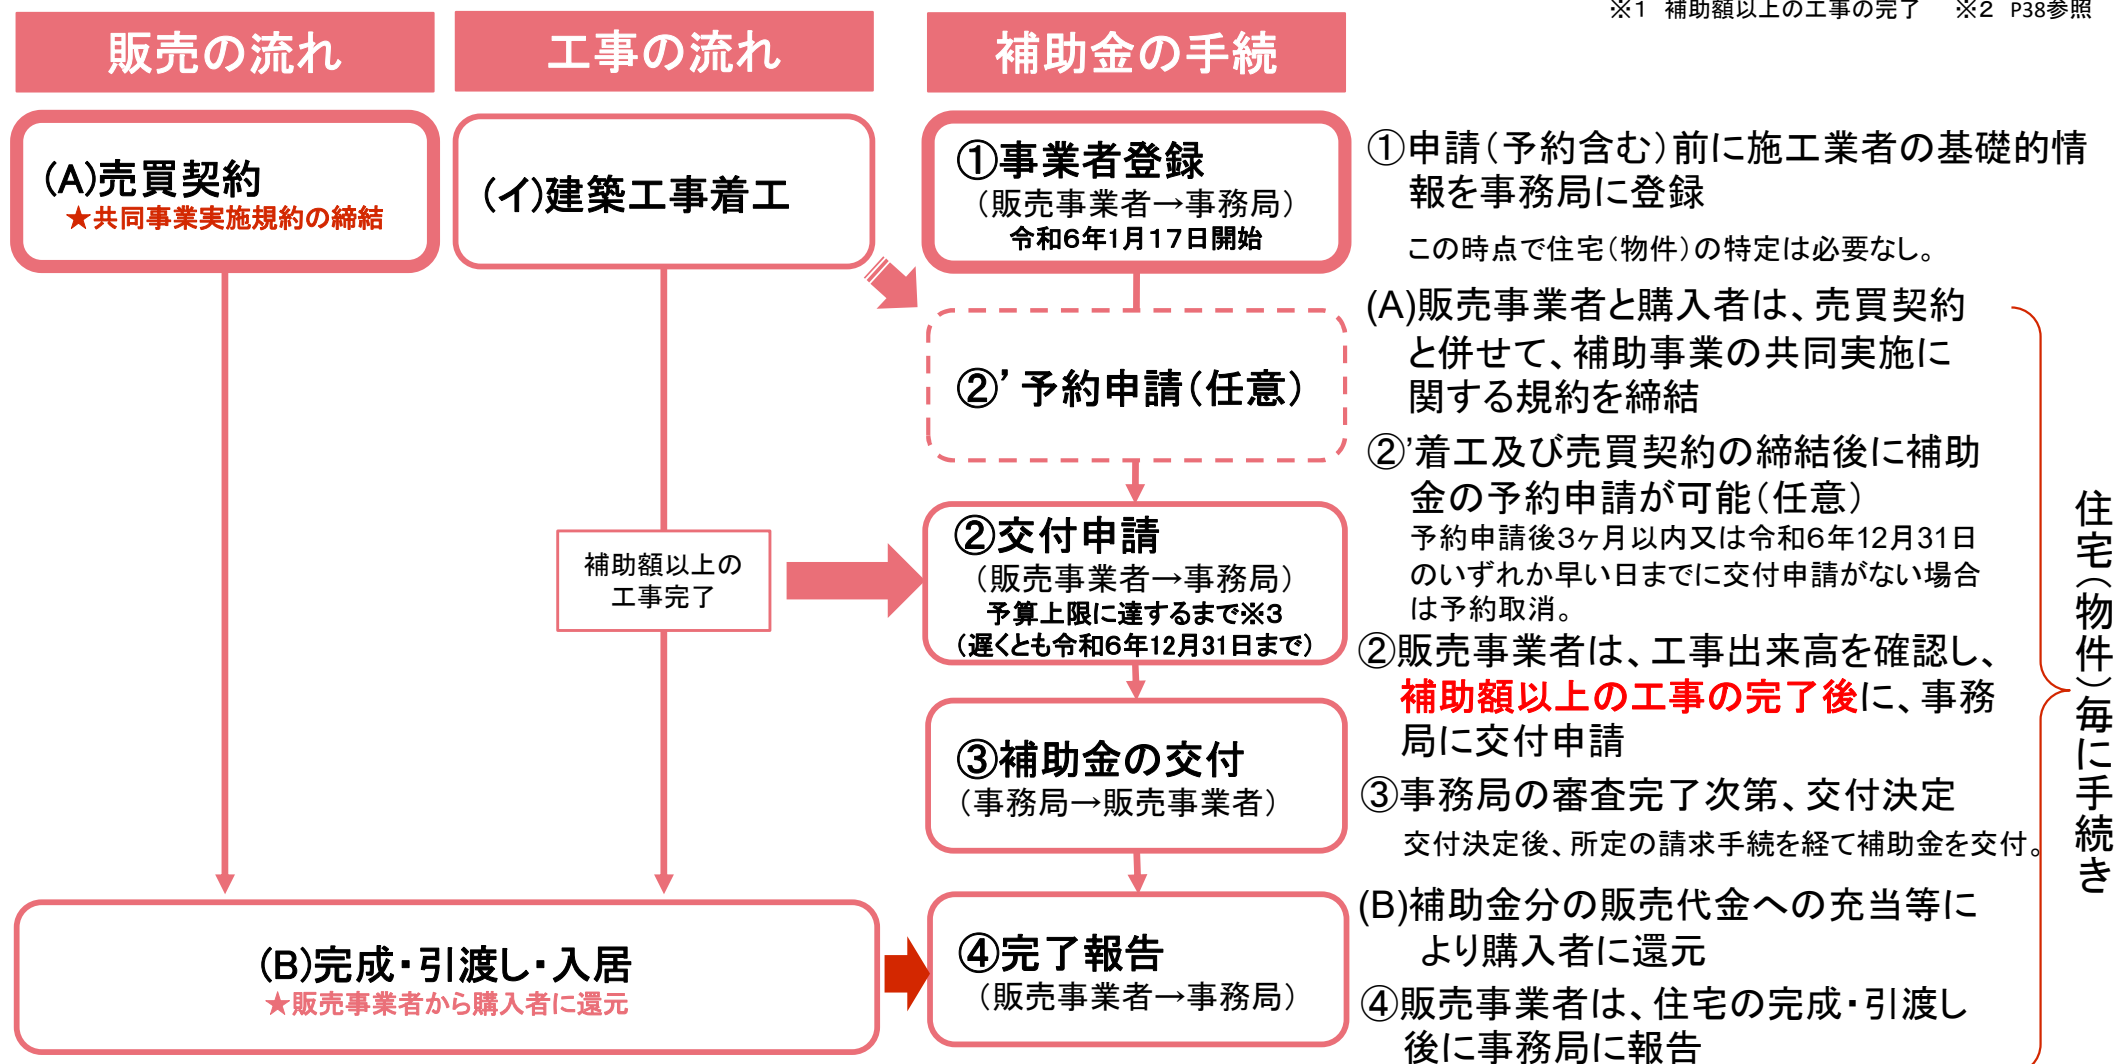 ※1 補助額以上の工事の完了 ※2 P38参照
販売の流れ
工事の流れ
補助金の手続
(A)売買契約
★共同事業実施規約の締結
(イ)建築工事着工
①事業者登録
(販売事業者→事務局)
令和6年1月17日開始
②’予約申請(任意)
補助額以上の
工事完了
②交付申請
(販売事業者→事務局)
予算上限に達するまで※3
(遅くとも令和6年12月31日まで)
③補助金の交付
(事務局→販売事業者)
(B)完成・引渡し・入居
★販売事業者から購入者に還元
④完了報告
(販売事業者→事務局)
①申請(予約含む)前に施工業者の基礎的情
報を事務局に登録
この時点で住宅(物件)の特定は必要なし。
(A)販売事業者と購入者は、売買契約
と併せて、補助事業の共同実施に
関する規約を締結
②’着工及び売買契約の締結後に補助
金の予約申請が可能(任意)
予約申請後3ヶ月以内又は令和6年12月31日
のいずれか早い日までに交付申請がない場合
は予約取消。
②販売事業者は、工事出来高を確認し、
補助額以上の工事の完了後に、事務
局に交付申請
③事務局の審査完了次第、交付決定
交付決定後、所定の請求手続を経て補助金を交付。
(B)補助金分の販売代金への充当等に
より購入者に還元
④販売事業者は、住宅の完成・引渡し
後に事務局に報告
住宅(物件)毎に手続き